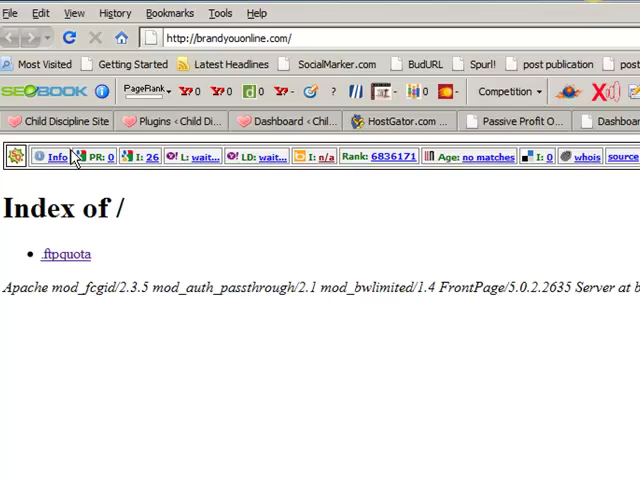 File Edit View History Bookmarks Tools Help
http://brandyouonline.com/
Most Visited Getting Started Latest Headlines SocialMarker.com BudURL Spurl! post publication post
SEOBOOK PageRank 0 0 0 ? Competition
Child Discipline Site Plugins ‹ Child Di... Dashboard ‹ Chil... HostGator.com ... Passive Profit O... Dashboa
Info PR: 0 I: 26 L: wait... LD: wait... I: n/a Rank: 6836171 Age: no matches I: 0 whois source
Index of /
.ftpquota
Apache mod_fcgid/2.3.5 mod_auth_passthrough/2.1 mod_bwlimited/1.4 FrontPage/5.0.2.2635 Server at b